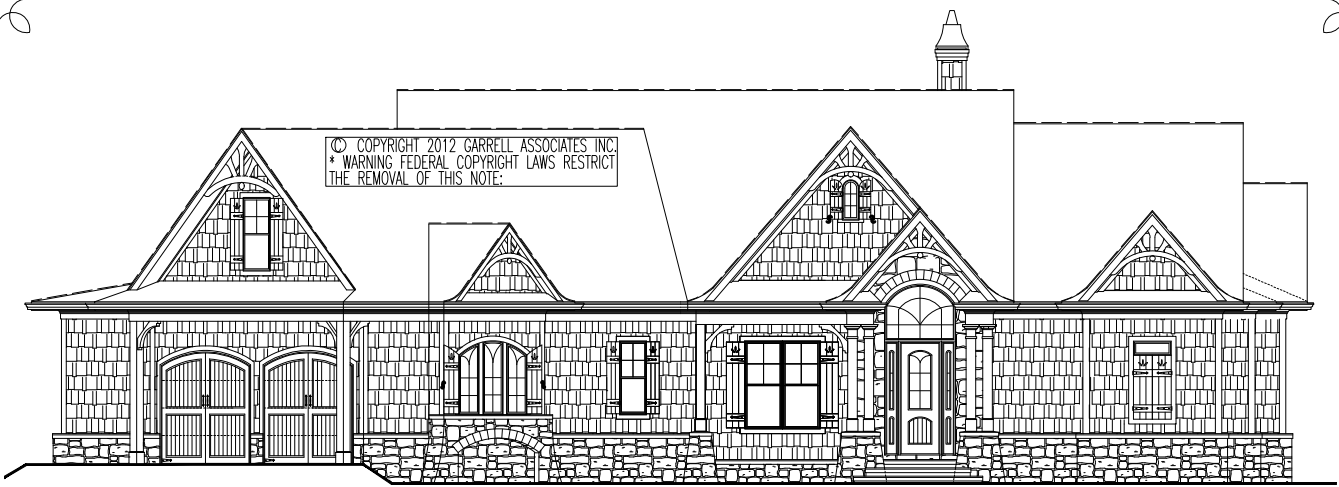 © COPYRIGHT 2012 GARRELL ASSOCIATES INC.
* WARNING FEDERAL COPYRIGHT LAWS RESTRICT
THE REMOVAL OF THIS NOTE: